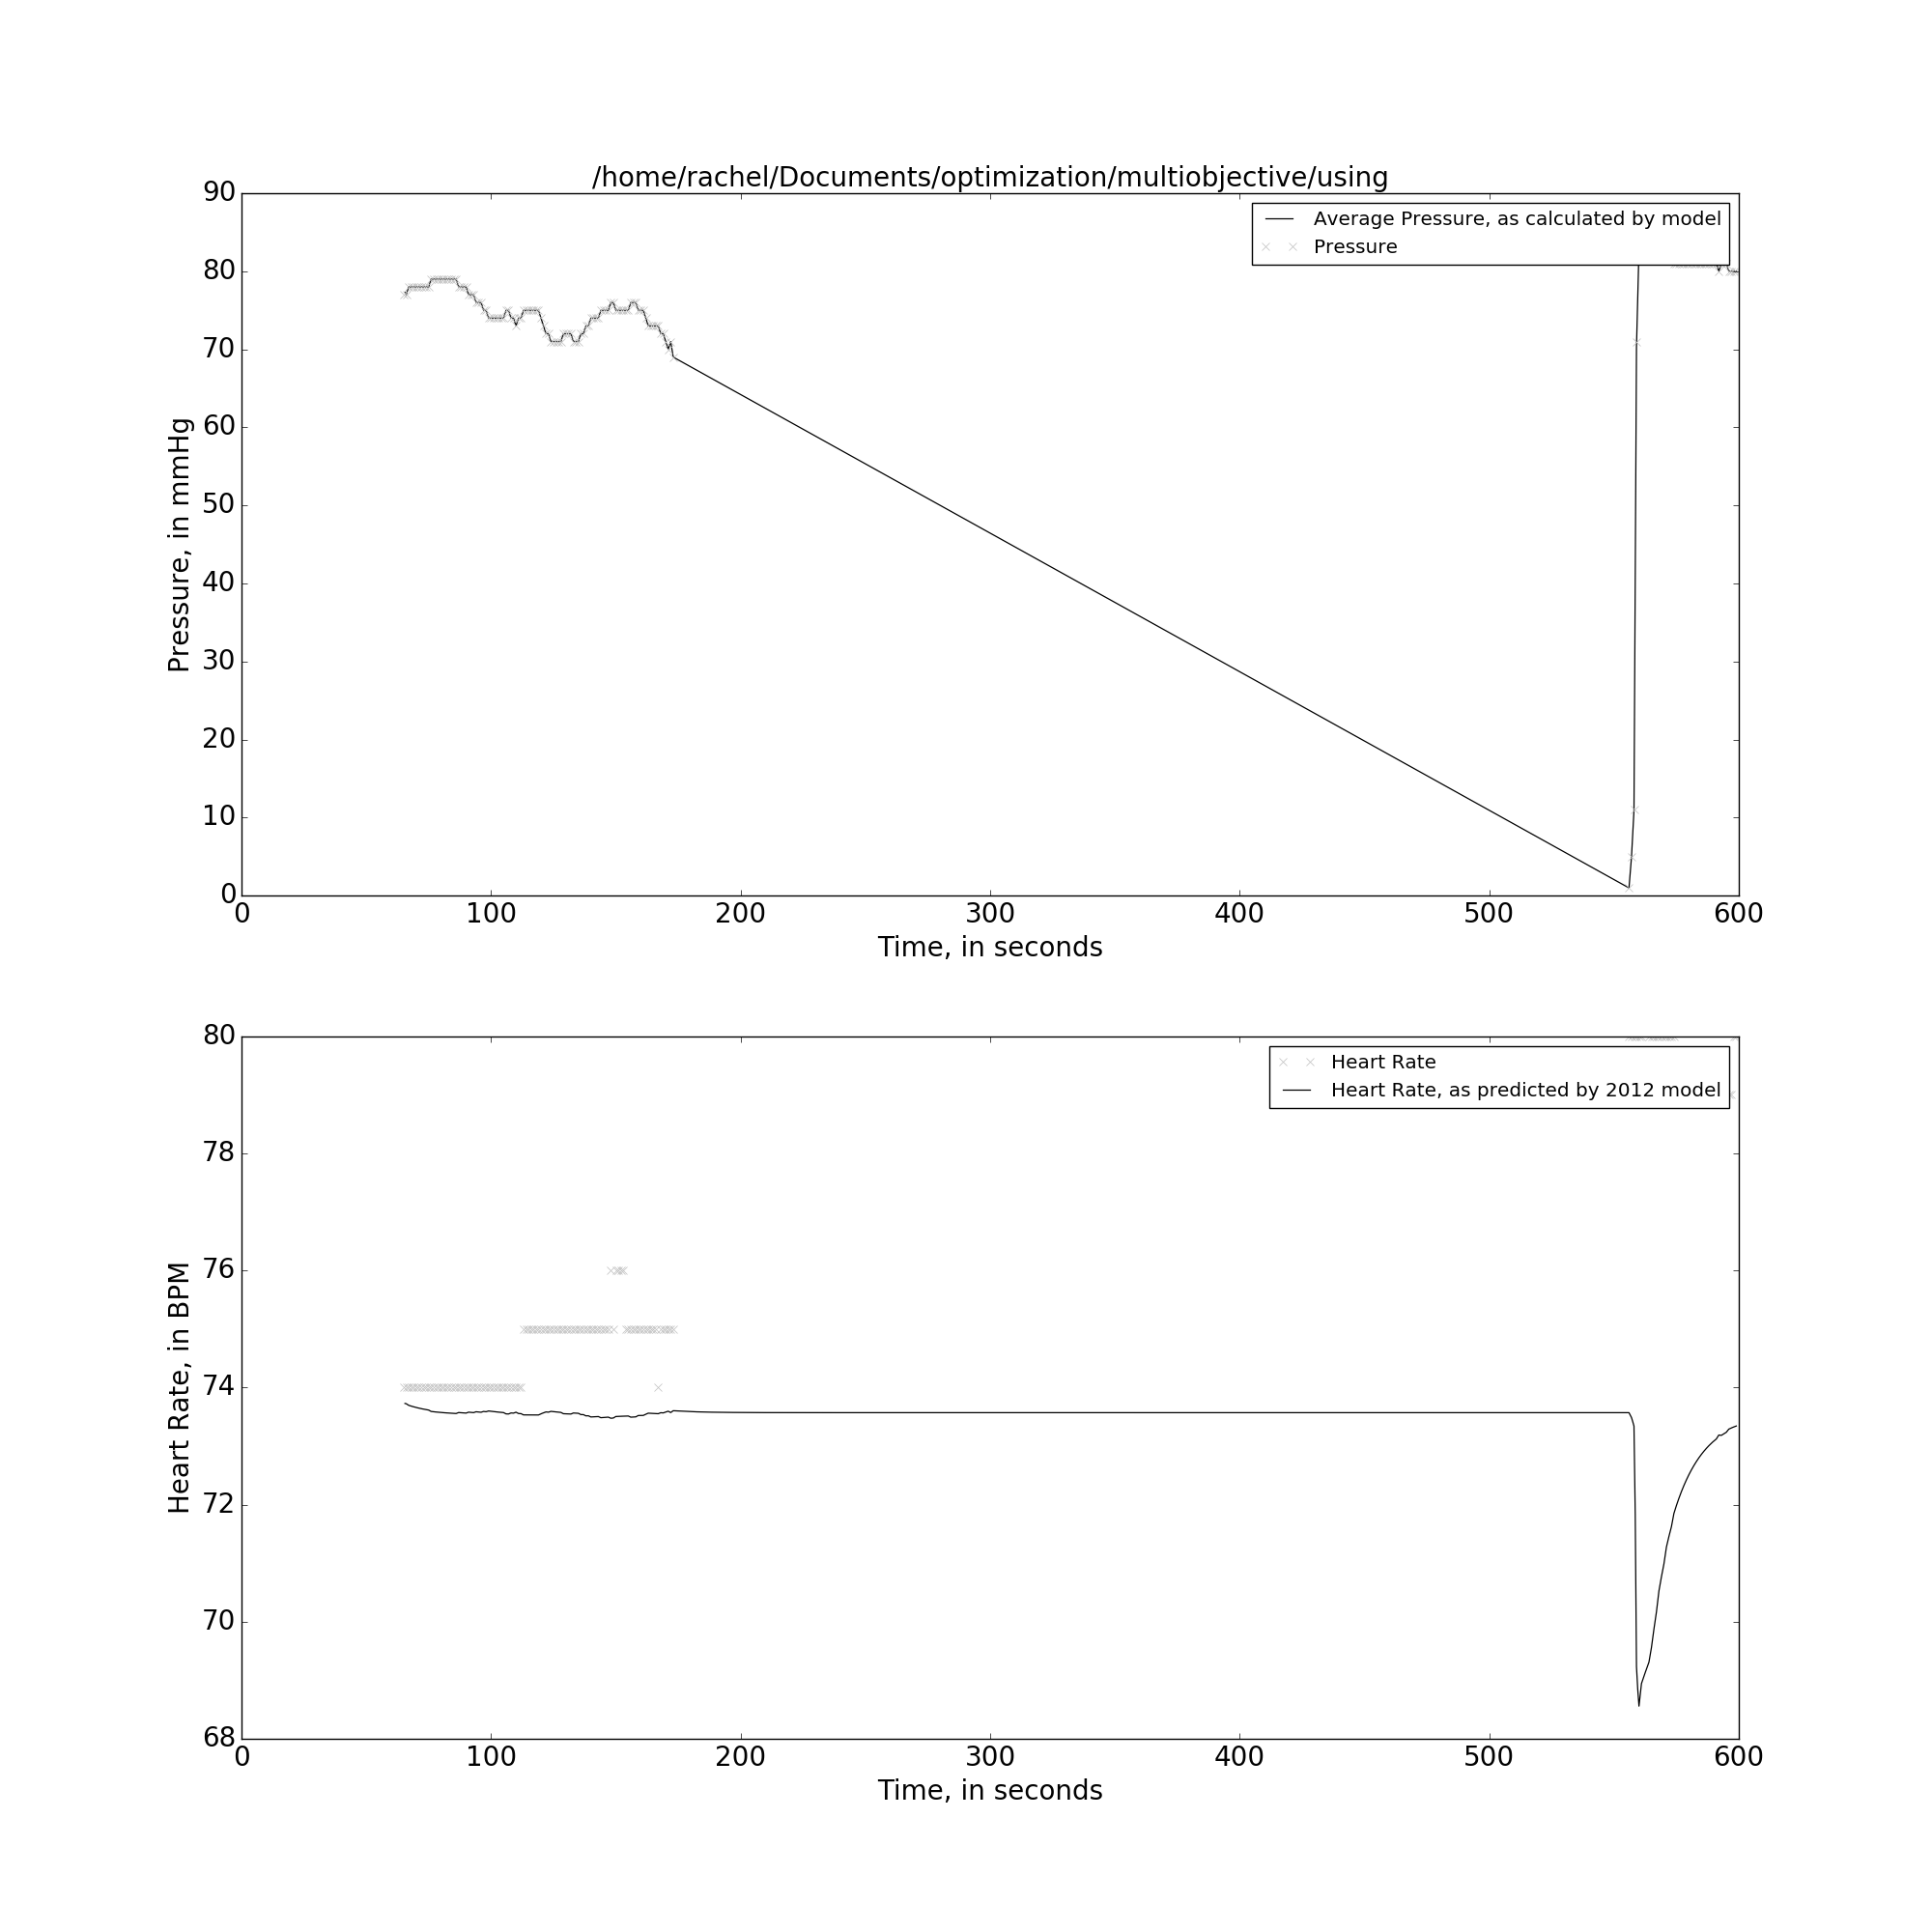 /home/rachel/Documents/optimization/multiobjective/using
90
80
70
60
50
40
30
20
10
0
Pressure, in mmHg
Average Pressure, as calculated by model
Pressure
0 100 200 300 400 500 600
Time, in seconds
80
78
76
74
72
70
68
Heart Rate, in BPM
Heart Rate
Heart Rate, as predicted by 2012 model
0 100 200 300 400 500 600
Time, in seconds